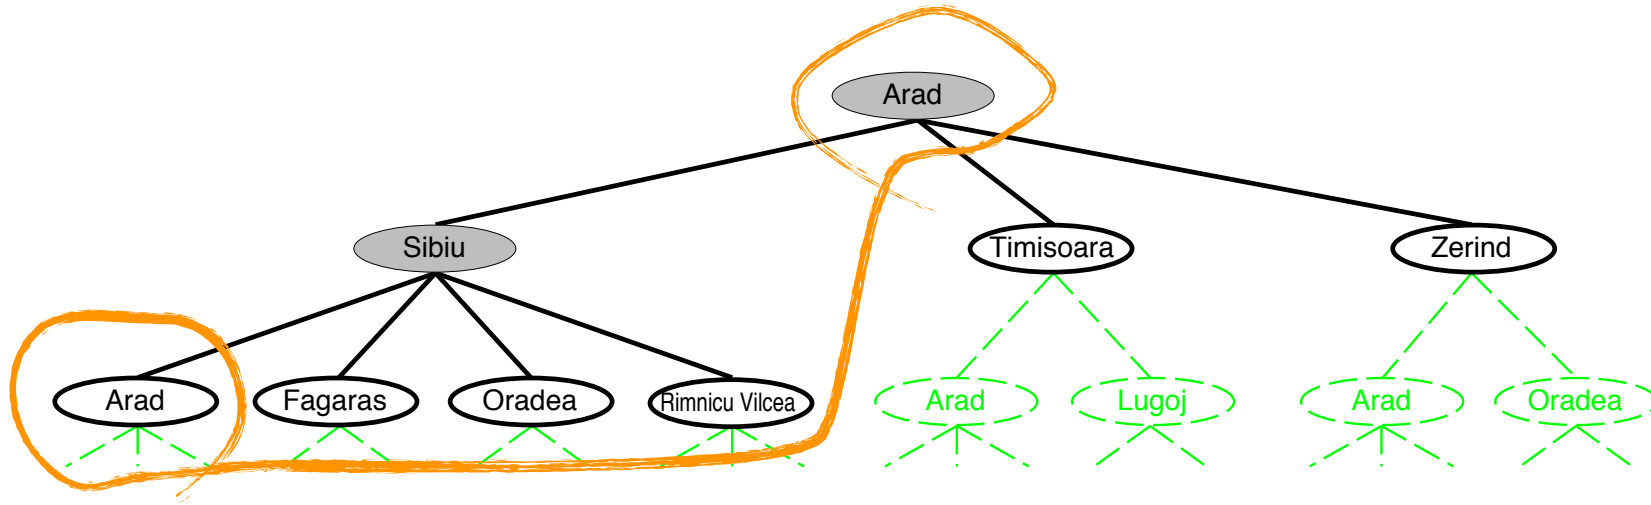 Arad
Sibiu
Timisoara
Zerind
Arad
Fagaras
Oradea
Rimnicu Vilcea
Arad
Lugoj
Arad
Oradea